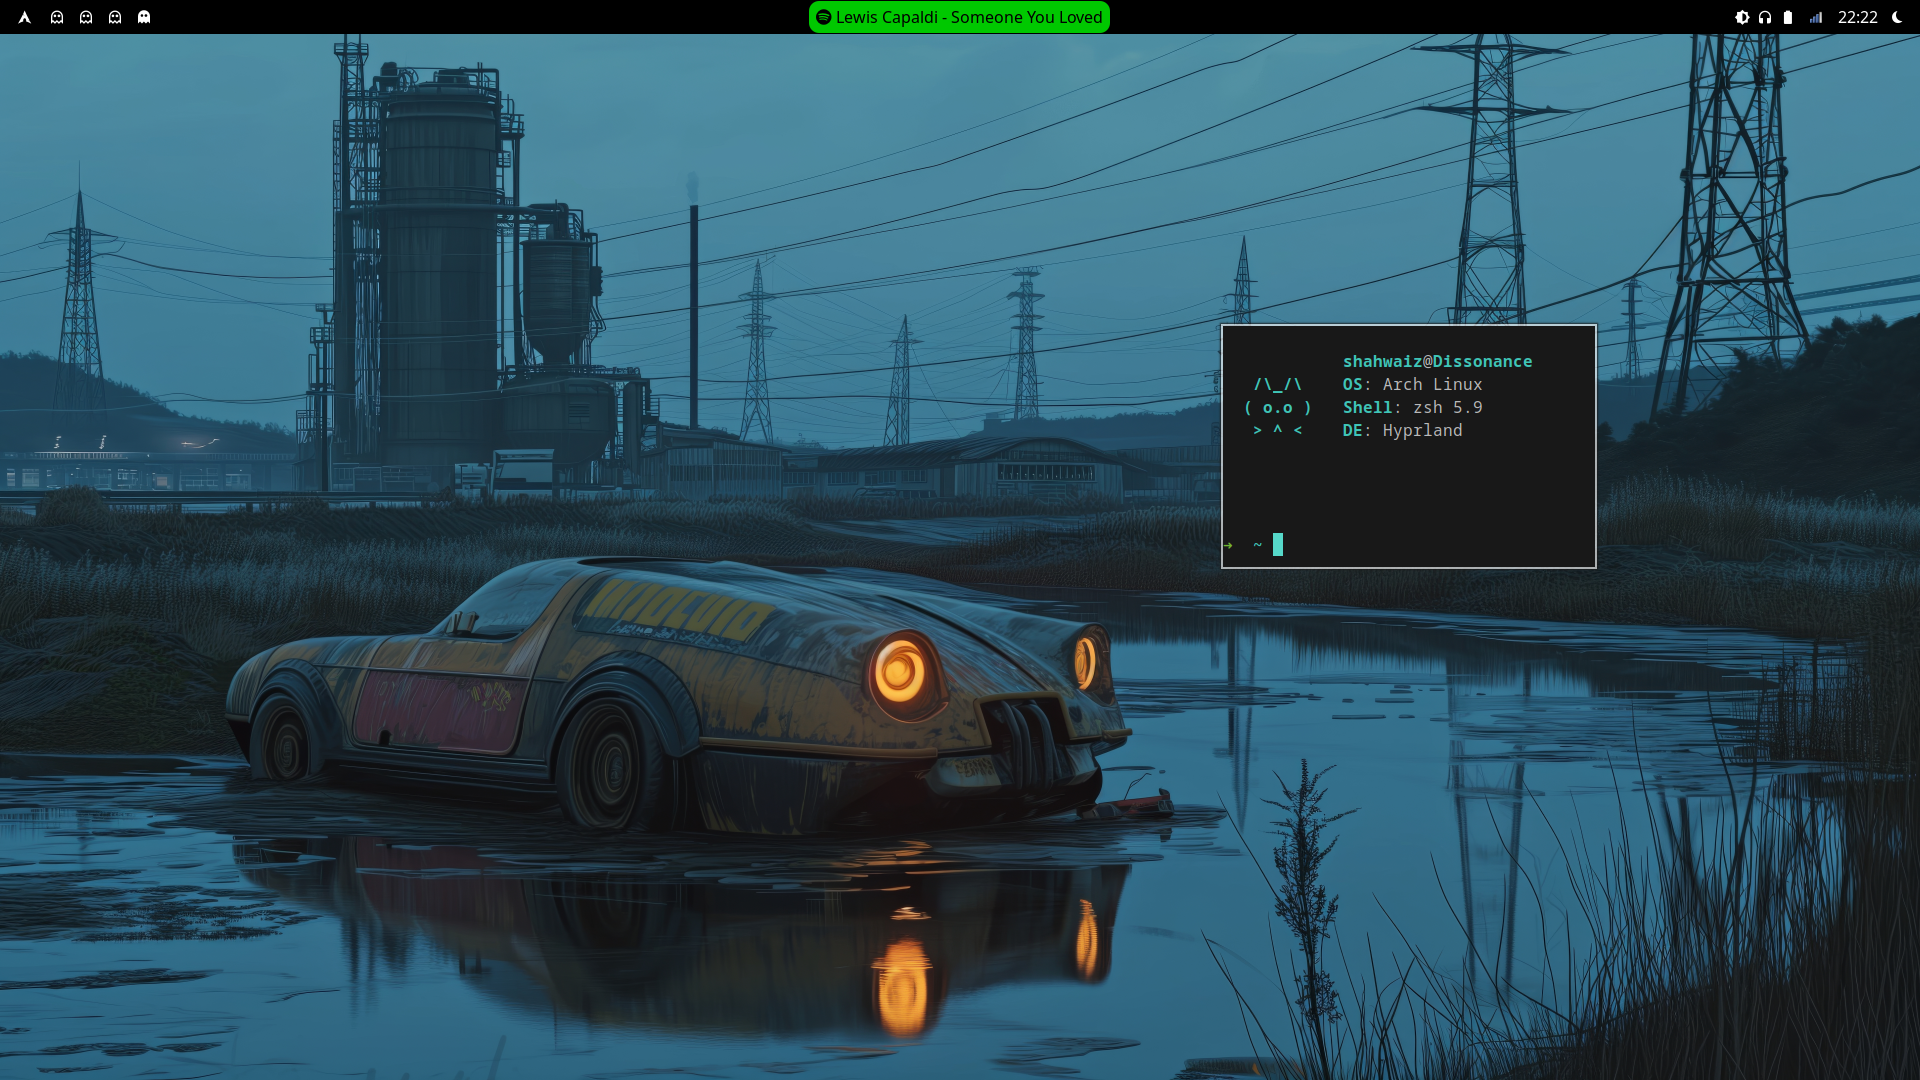 Lewis Capaldi - Someone You Loved
22:22
shahwaiz@Dissonance
/\_/\ OS: Arch Linux
( o.o ) Shell: zsh 5.9
> ^ < DE: Hyprland
➜ ~